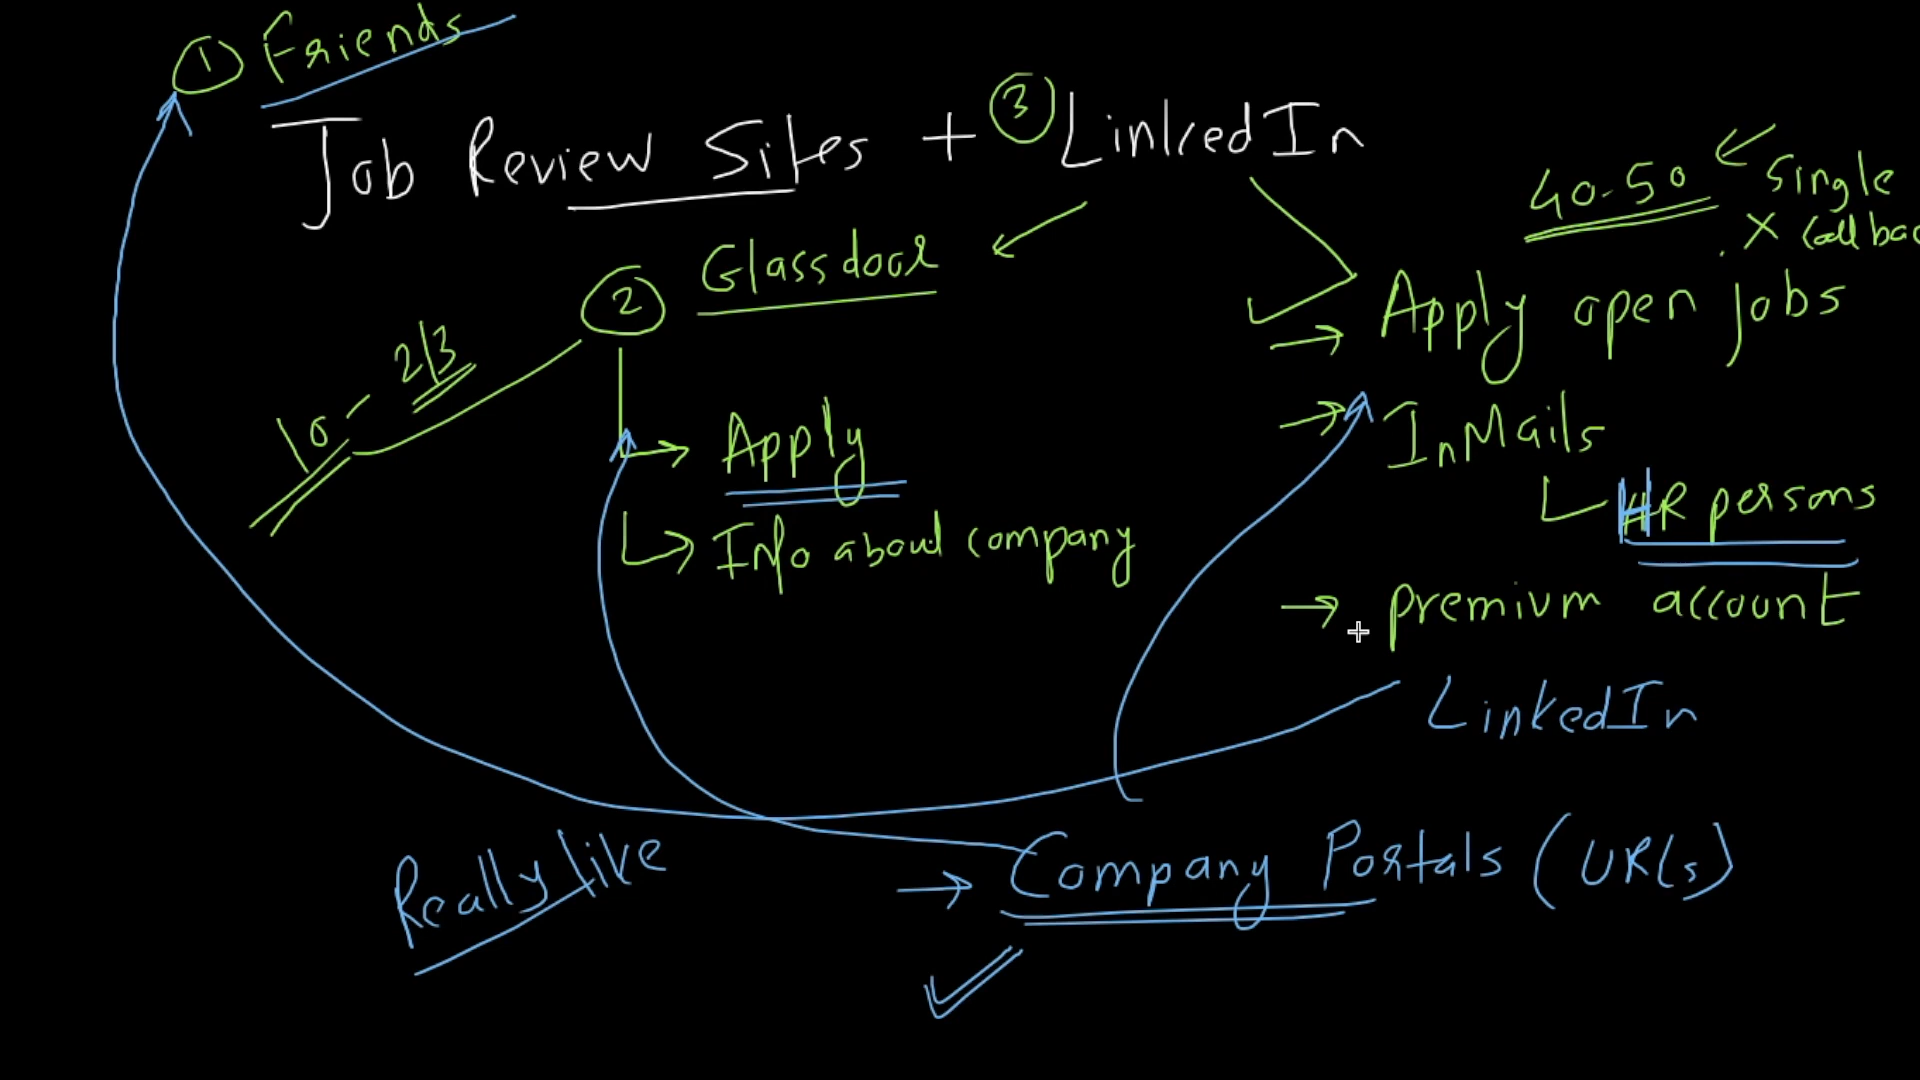 ① Friends
Job Review Sites + ③ LinkedIn
40-50 Single
X Call bac
② Glassdoor
Apply open jobs
10 - 2/3
Apply
InMails
HR persons
Info about company
premium account
LinkedIn
Really like
Company Portals (URLs)